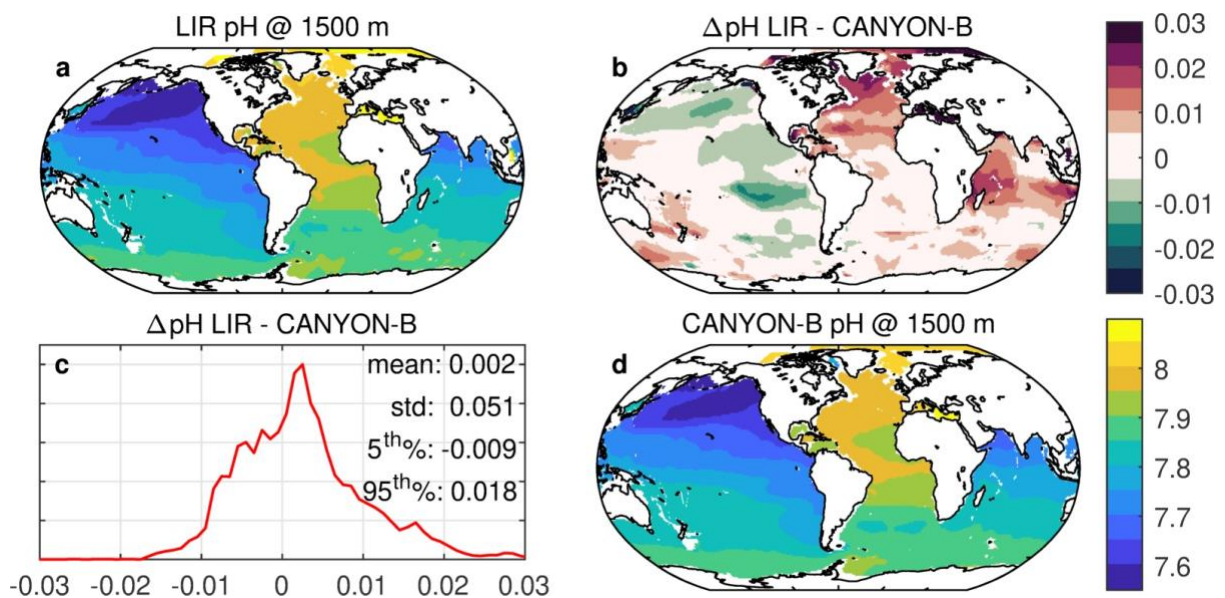 LIR pH @ 1500 m
a
ΔpH LIR - CANYON-B
b
0.03
0.02
0.01
0
-0.01
-0.02
-0.03
ΔpH LIR - CANYON-B
c
mean: 0.002
std: 0.051
5th%: -0.009
95th%: 0.018
-0.03 -0.02 -0.01 0 0.01 0.02 0.03
CANYON-B pH @ 1500 m
d
8
7.9
7.8
7.7
7.6